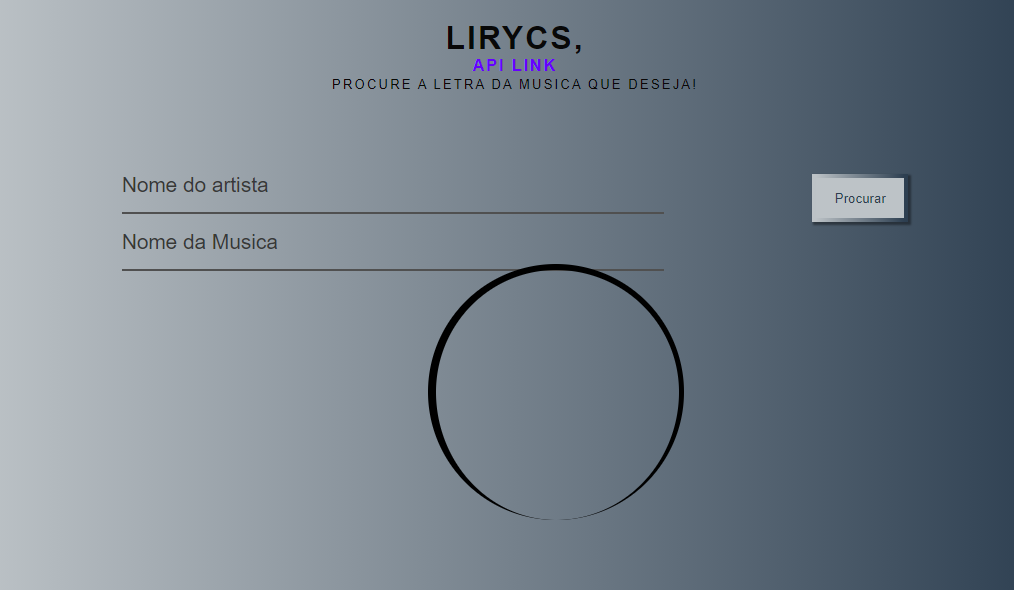 LIRYCS,
API LINK
PROCURE A LETRA DA MUSICA QUE DESEJA!
Nome do artista
Procurar
Nome da Musica